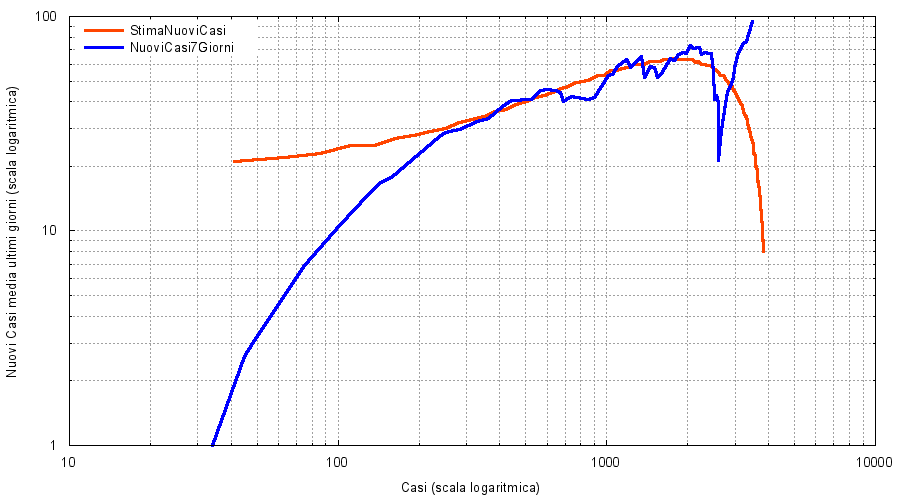 100
StimaNuoviCasi
NuoviCasi7Giorni
10
1
Nuovi Casi media ultimi giorni (scala logaritmica)
10
100
1000
10000
Casi (scala logaritmica)